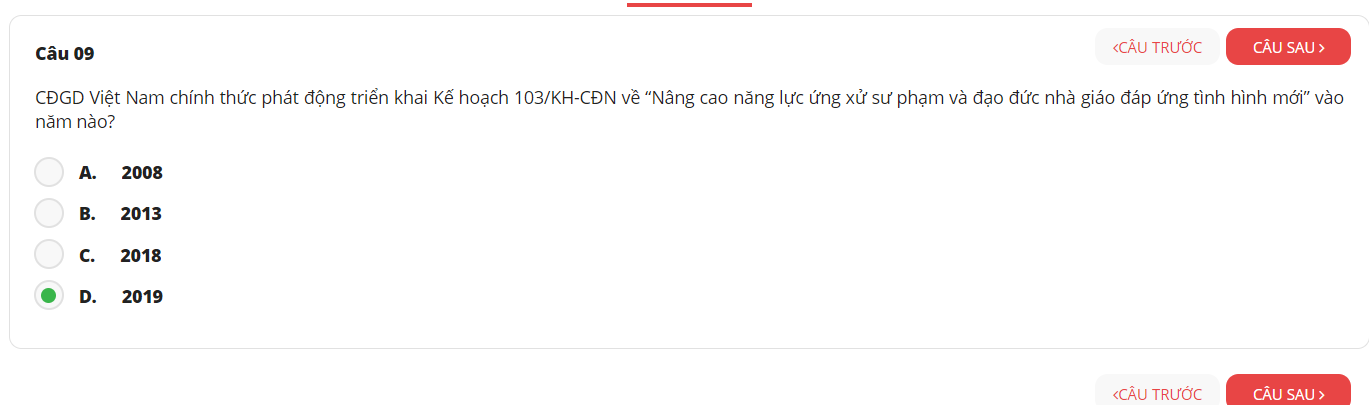 Câu 09
‹CÂU TRƯỚC
CÂU SAU ›
CĐGD Việt Nam chính thức phát động triển khai Kế hoạch 103/KH-CĐN về “Nâng cao năng lực ứng xử sư phạm và đạo đức nhà giáo đáp ứng tình hình mới” vào
năm nào?
A. 2008
B. 2013
C. 2018
D. 2019
‹CÂU TRƯỚC
CÂU SAU ›